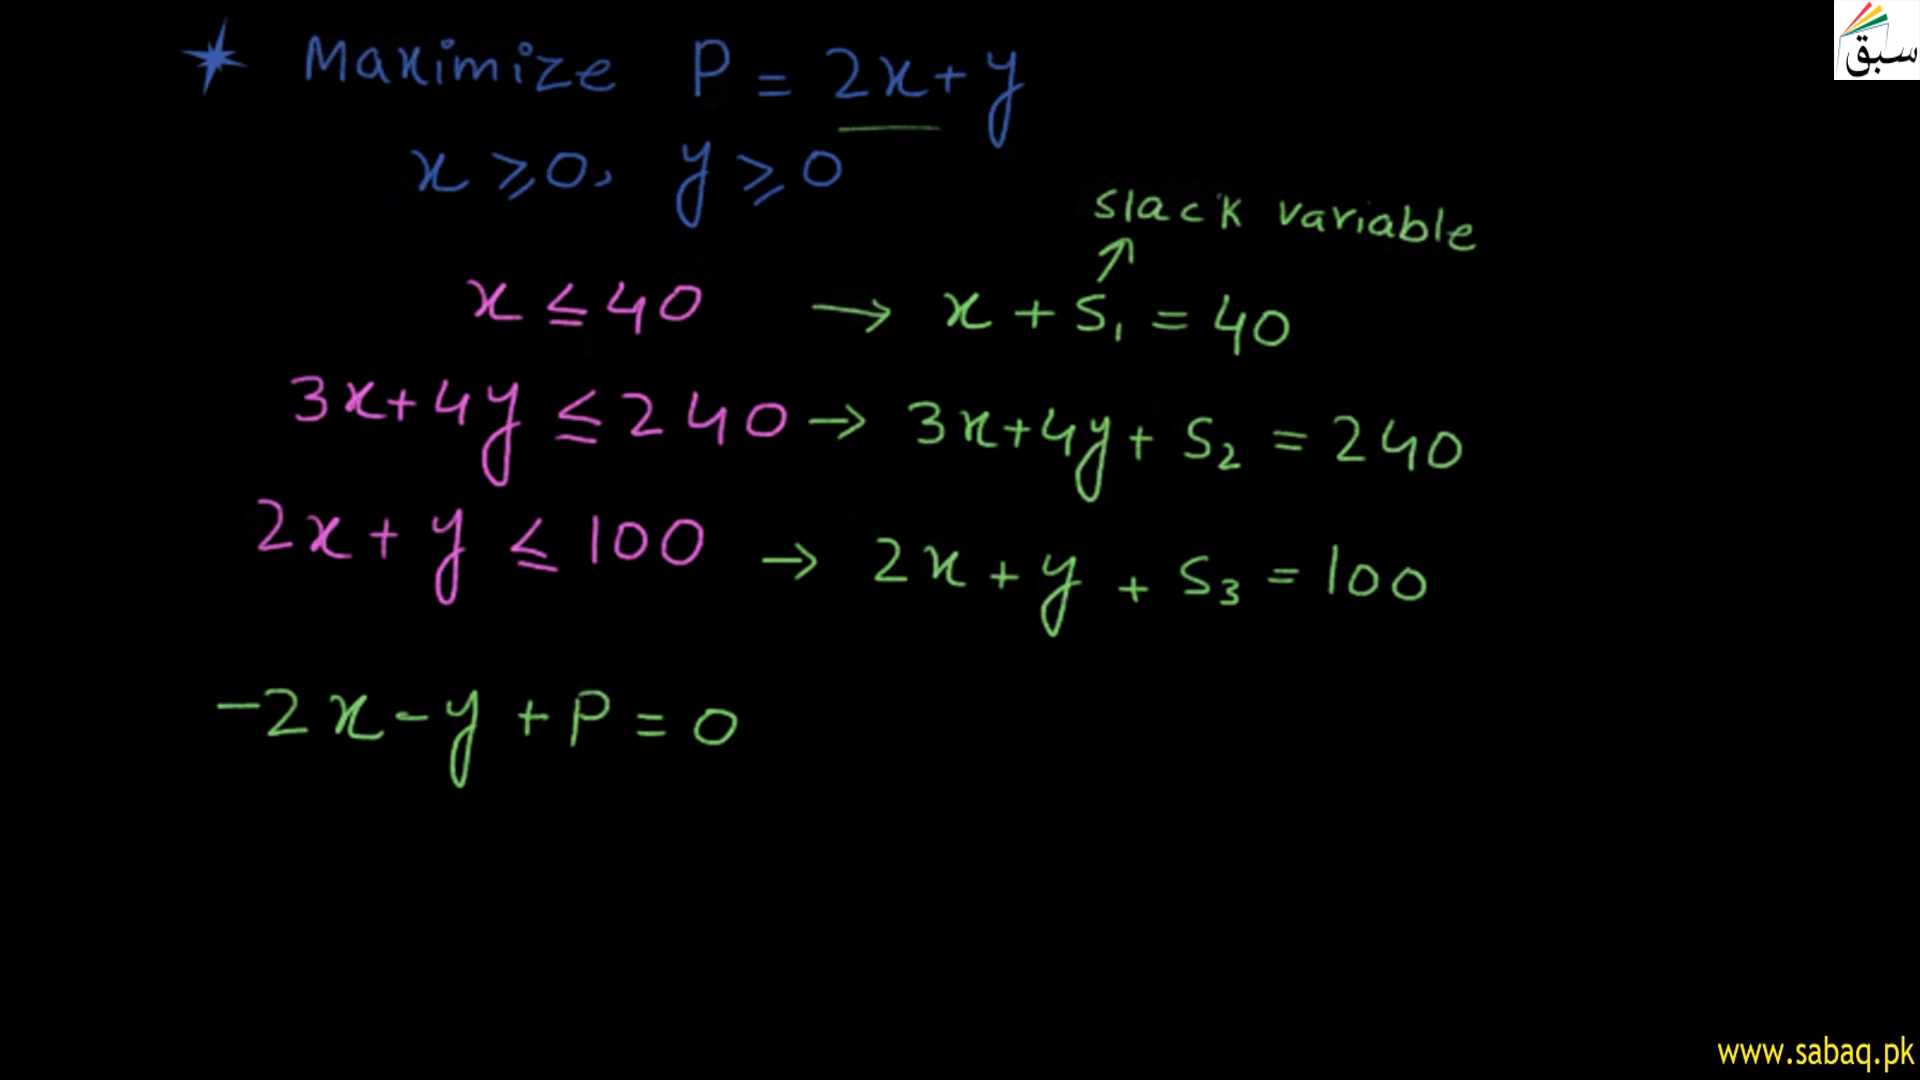 سبق
* Maximize P = 2x+y
x ≥ 0, y ≥ 0
slack variable
x ≤ 40 → x + S₁ = 40
3x+4y ≤ 240 → 3x+4y + S₂ = 240
2x + y ≤ 100 → 2x + y + S₃ = 100
-2x - y + P = 0
www.sabaq.pk